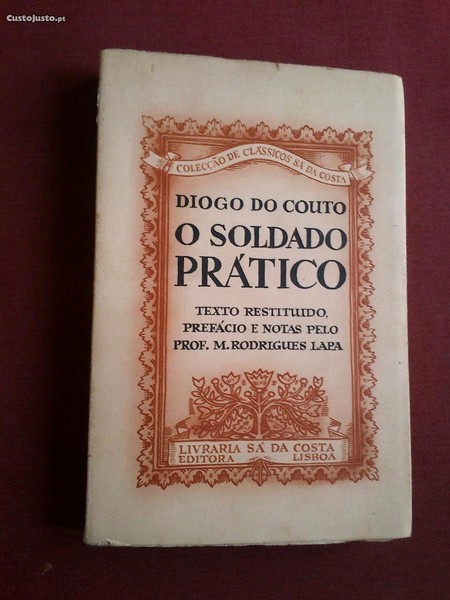 CustoJusto.pt
COLECÇÃO DE CLÁSSICOS SÁ DA COSTA
DIOGO DO COUTO
O SOLDADO
PRÁTICO
TEXTO RESTITUIDO,
PREFÁCIO E NOTAS PELO
PROF. M. RODRIGUES LAPA
LIVRARIA SÁ DA COSTA
EDITORA LISBOA